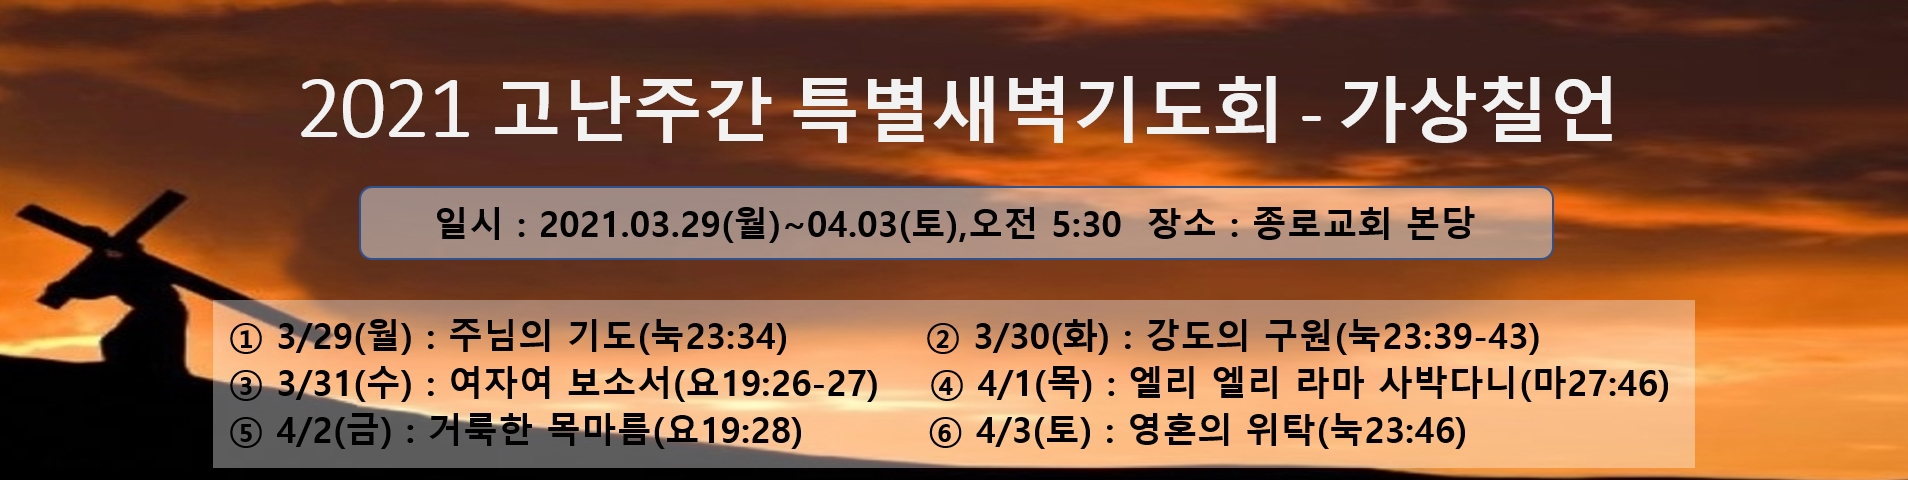 2021 고난주간 특별새벽기도회 - 가상칠언
일시 : 2021.03.29(월)~04.03(토),오전 5:30 장소 : 종로교회 본당
① 3/29(월) : 주님의 기도(눅23:34) ② 3/30(화) : 강도의 구원(눅23:39-43)
③ 3/31(수) : 여자여 보소서(요19:26-27) ④ 4/1(목) : 엘리 엘리 라마 사박다니(마27:46)
⑤ 4/2(금) : 거룩한 목마름(요19:28) ⑥ 4/3(토) : 영혼의 위탁(눅23:46)